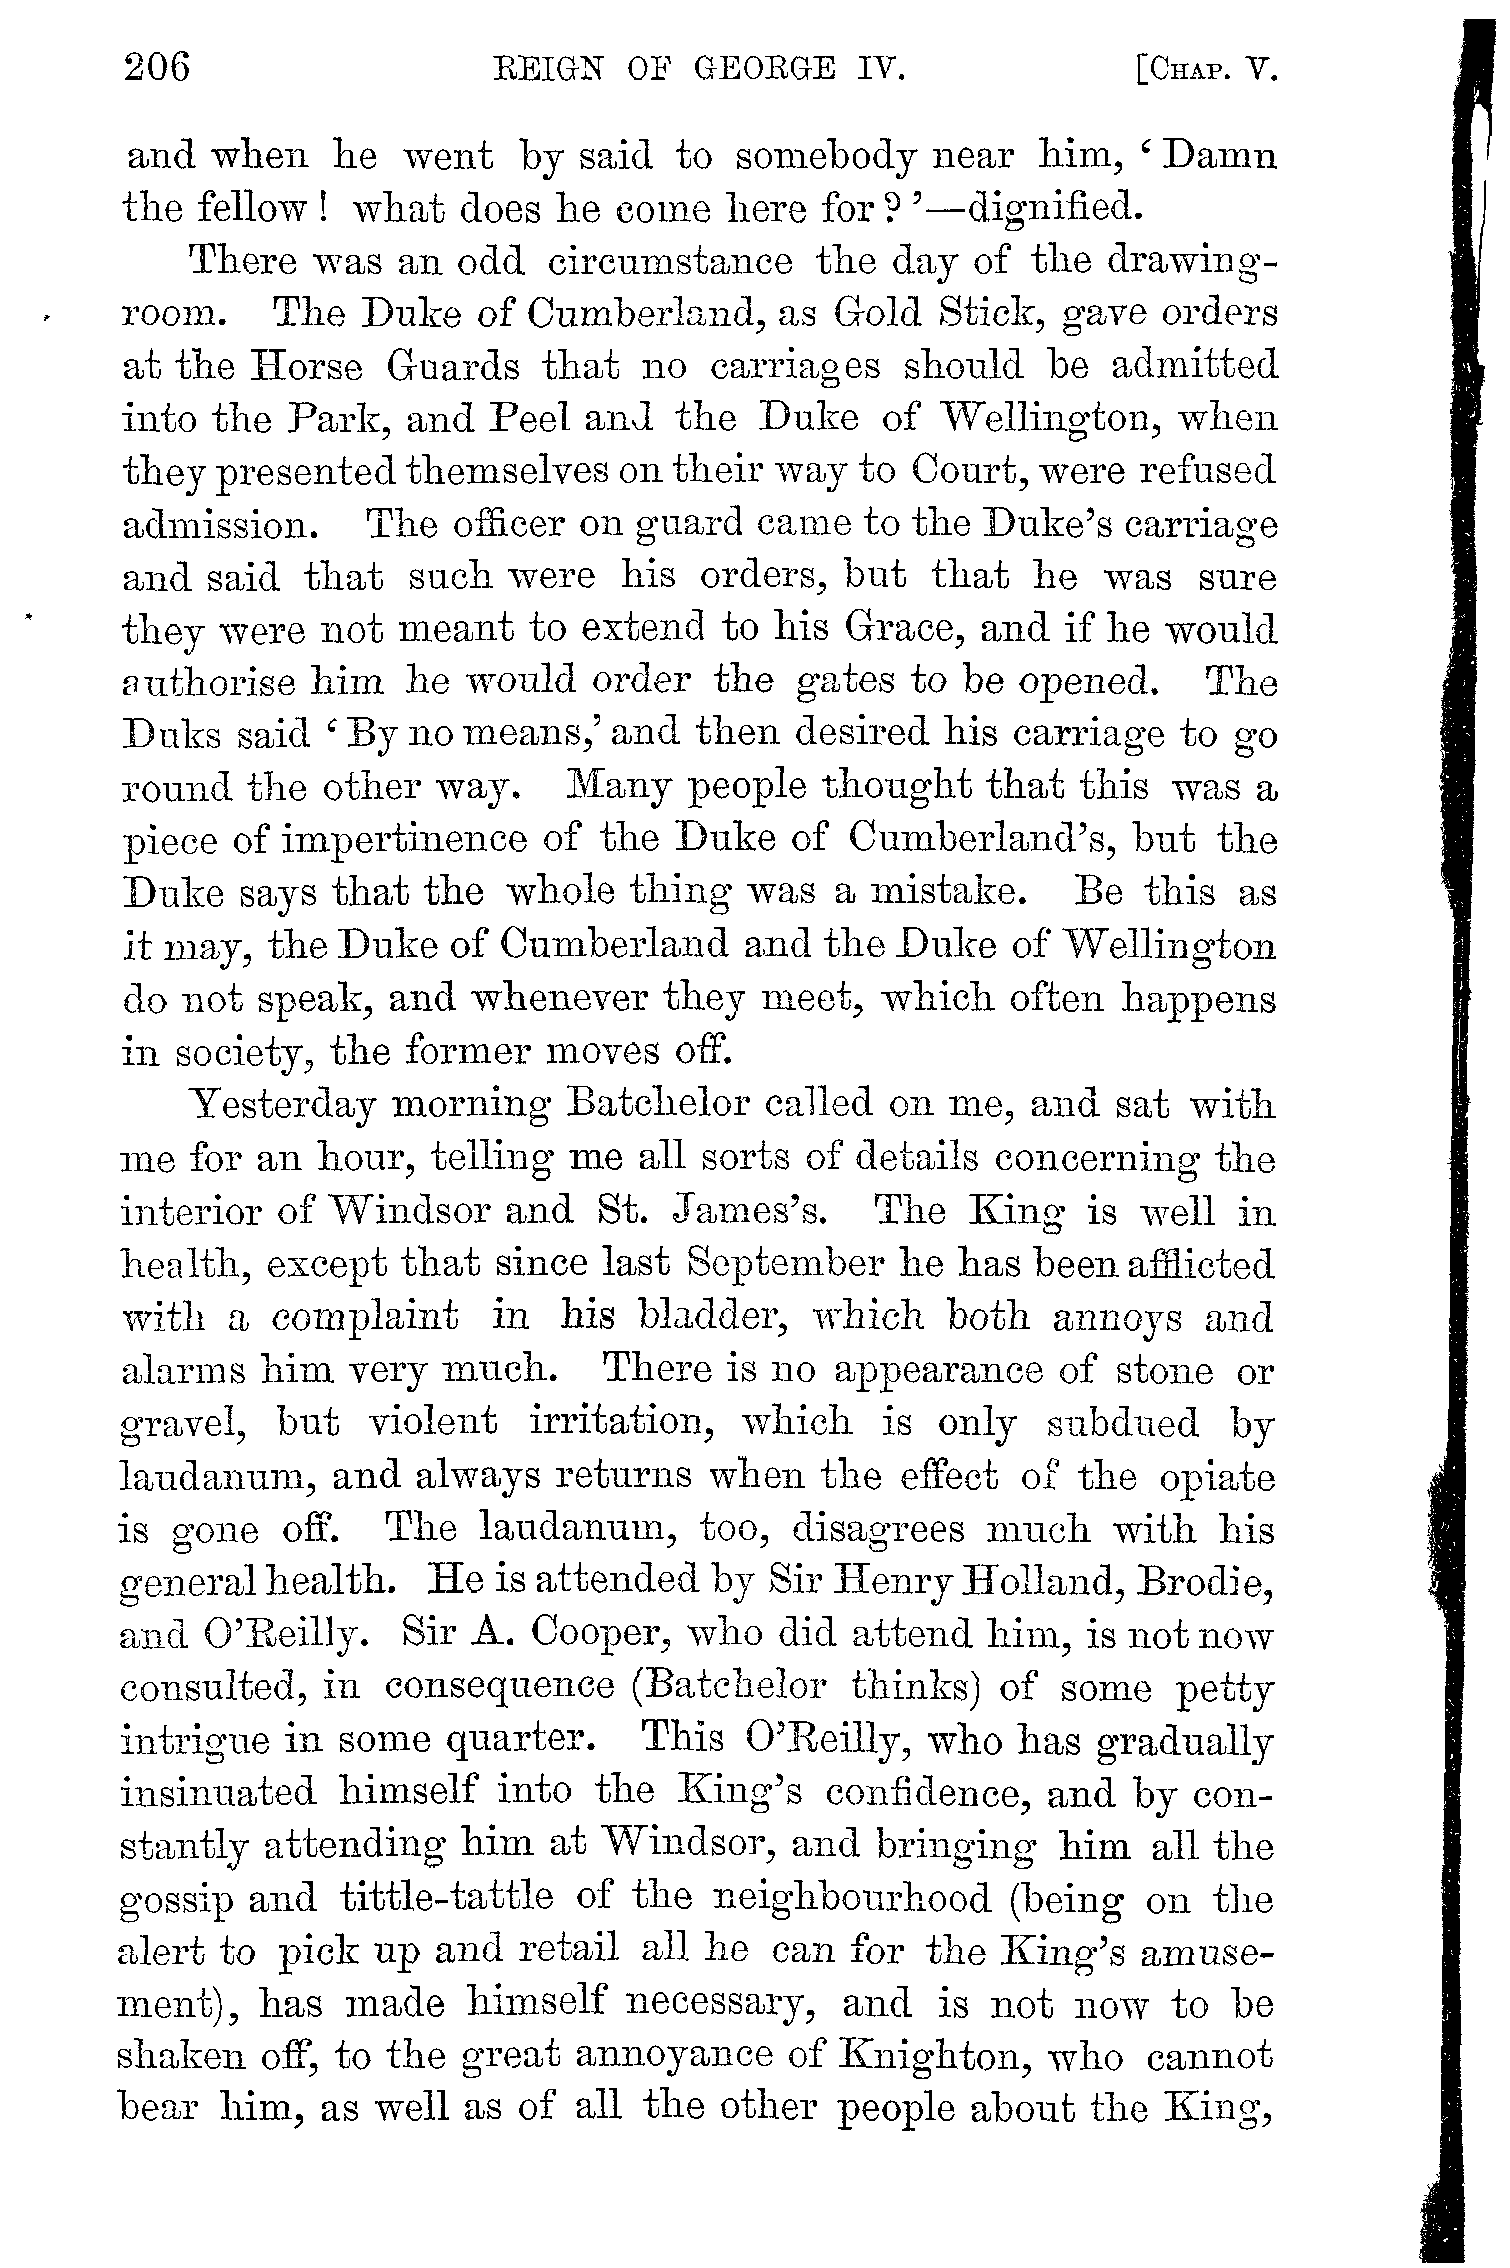 206 REIGN OF GEORGE IV. [CHAP. V.
and when he went by said to somebody near him, ‘Damn
the fellow! what does he come here for?’—dignified.
There was an odd circumstance the day of the drawing-
room. The Duke of Cumberland, as Gold Stick, gave orders
at the Horse Guards that no carriages should be admitted
into the Park, and Peel and the Duke of Wellington, when
they presented themselves on their way to Court, were refused
admission. The officer on guard came to the Duke’s carriage
and said that such were his orders, but that he was sure
they were not meant to extend to his Grace, and if he would
authorise him he would order the gates to be opened. The
Duks said ‘By no means,’ and then desired his carriage to go
round the other way. Many people thought that this was a
piece of impertinence of the Duke of Cumberland’s, but the
Duke says that the whole thing was a mistake. Be this as
it may, the Duke of Cumberland and the Duke of Wellington
do not speak, and whenever they meet, which often happens
in society, the former moves off.
Yesterday morning Batchelor called on me, and sat with
me for an hour, telling me all sorts of details concerning the
interior of Windsor and St. James’s. The King is well in
health, except that since last September he has been afflicted
with a complaint in his bladder, which both annoys and
alarms him very much. There is no appearance of stone or
gravel, but violent irritation, which is only subdued by
laudanum, and always returns when the effect of the opiate
is gone off. The laudanum, too, disagrees much with his
general health. He is attended by Sir Henry Holland, Brodie,
and O’Reilly. Sir A. Cooper, who did attend him, is not now
consulted, in consequence (Batchelor thinks) of some petty
intrigue in some quarter. This O’Reilly, who has gradually
insinuated himself into the King’s confidence, and by con-
stantly attending him at Windsor, and bringing him all the
gossip and tittle-tattle of the neighbourhood (being on the
alert to pick up and retail all he can for the King’s amuse-
ment), has made himself necessary, and is not now to be
shaken off, to the great annoyance of Knighton, who cannot
bear him, as well as of all the other people about the King,